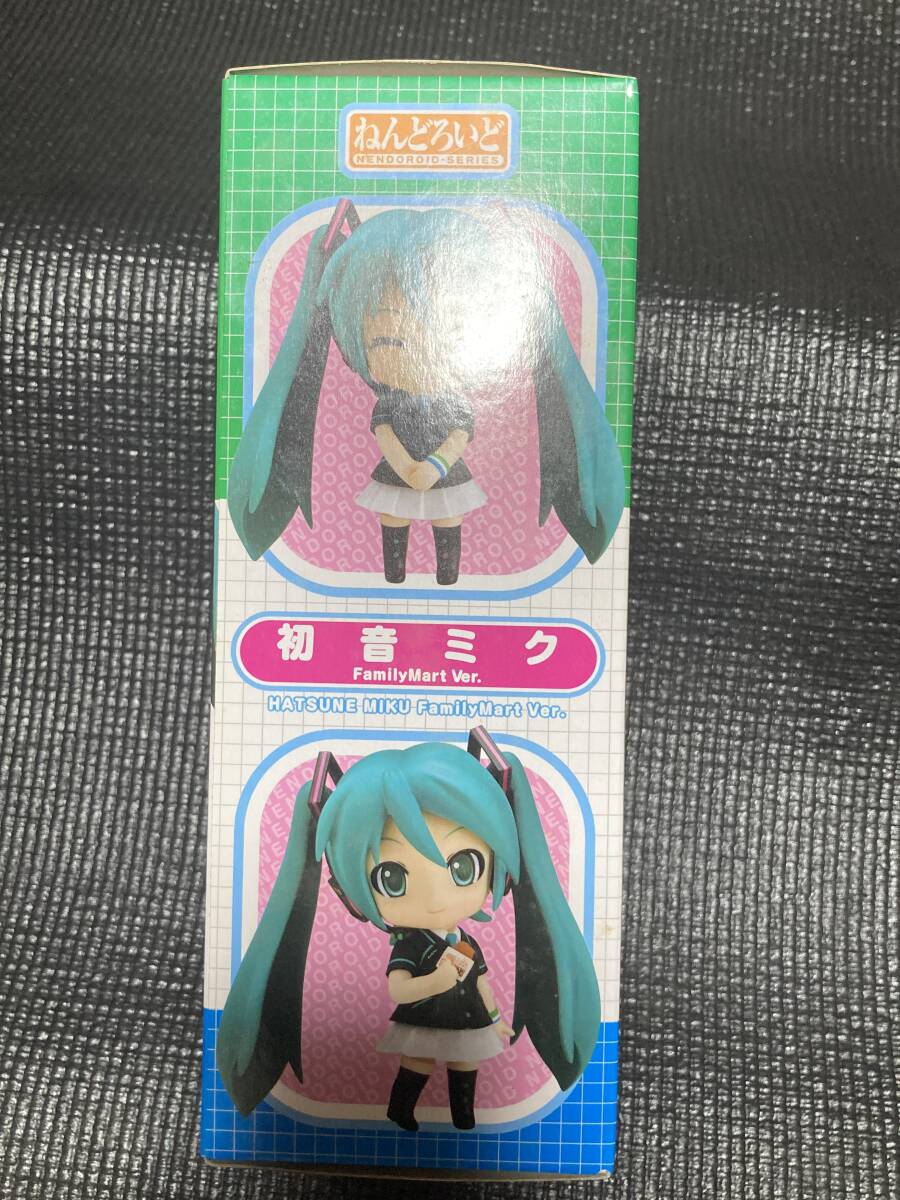 ねんどろいど
NENDOROID-SERIES
初音ミク
FamilyMart Ver.
HATSUNE MIKU FamilyMart Ver.